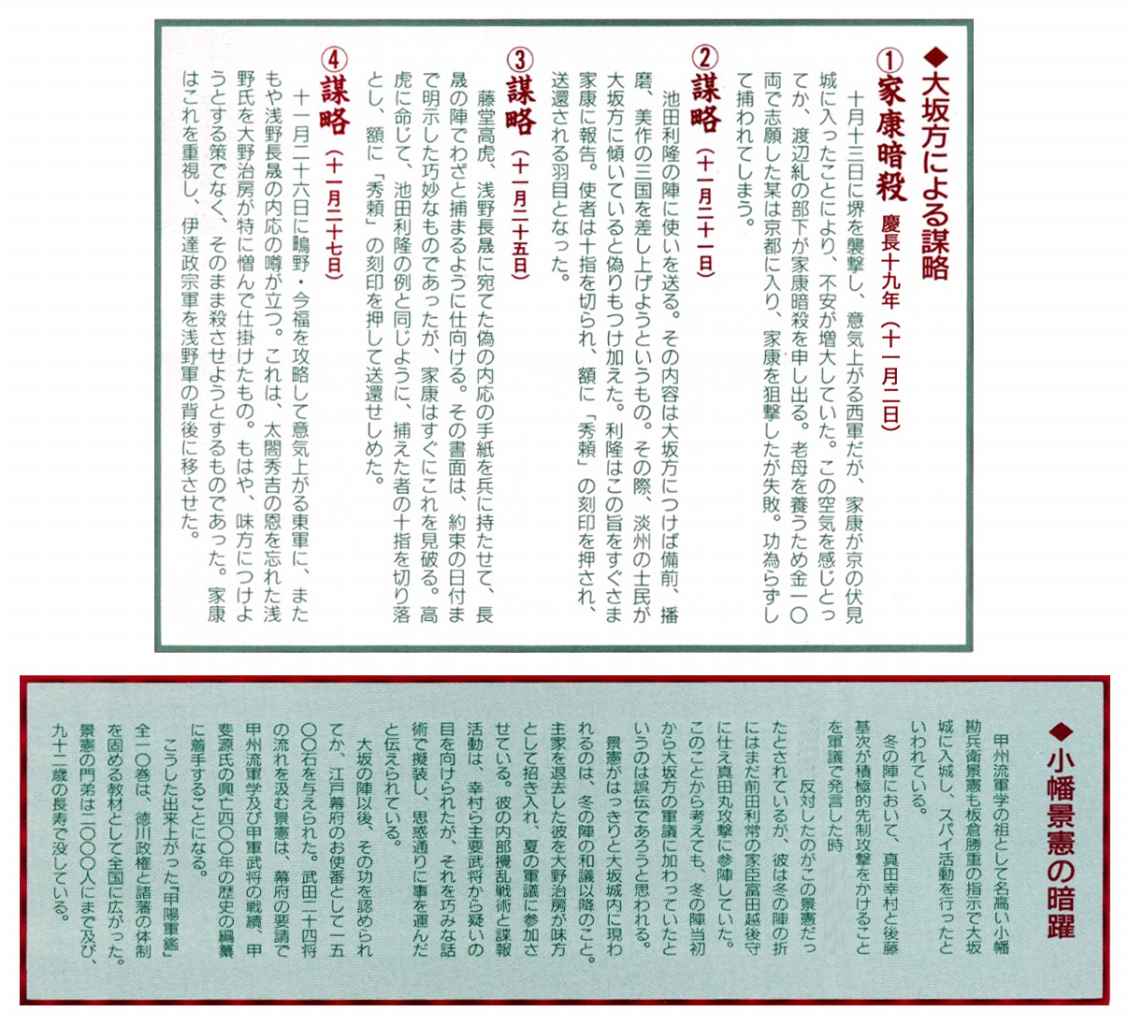 ◆大坂方による謀略
①家康暗殺 慶長十九年(十一月二日)
十月十三日に堺を襲撃し、意気上がる西軍だが、家康が京の伏見
城に入ったことにより、不安が増大していた。この空気を感じとっ
てか、渡辺糺の部下が家康暗殺を申し出る。老母を養うため金一〇
両で志願した某は京都に入り、家康を狙撃したが失敗。功為らずし
て捕われてしまう。
②謀略(十一月二十一日)
池田利隆の陣に使いを送る。その内容は大坂方につけば備前、播
磨、美作の三国を差し上げようというもの。その際、淡州の士民が
大坂方に傾いていると偽りもつけ加えた。利隆はこの旨をすぐさま
家康に報告。使者は十指を切られ、額に「秀頼」の刻印を押され、
送還される羽目となった。
③謀略(十一月二十五日)
藤堂高虎、浅野長晟に宛てた偽の内応の手紙を兵に持たせて、長
晟の陣でわざと捕まるように仕向ける。その書面は、約束の日付ま
で明示した巧妙なものであったが、家康はすぐにこれを見破る。高
虎に命じて、池田利隆の例と同じように、捕えた者の十指を切り落
とし、額に「秀頼」の刻印を押して送還せしめた。
④謀略(十一月二十七日)
十一月二十六日に鴫野・今福を攻略して意気上がる東軍に、また
もや浅野長晟の内応の噂が立つ。これは、太閤秀吉の恩を忘れた浅
野氏を大野治房が特に憎んで仕掛けたもの。もはや、味方につけよ
うとする策でなく、そのまま殺させようとするものであった。家康
はこれを重視し、伊達政宗軍を浅野軍の背後に移させた。
◆小幡景憲の暗躍
甲州流軍学の祖として名高い小幡
勘兵衛景憲も板倉勝重の指示で大坂
城に入城し、スパイ活動を行ったと
いわれている。
冬の陣において、真田幸村と後藤
基次が積極的先制攻撃をかけること
を軍議で発言した時
反対したのがこの景憲だっ
たとされているが、彼は冬の陣の折
にはまだ前田利常の家臣富田越後守
に仕え真田丸攻撃に参陣していた。
このことから考えても、冬の陣当初
から大坂方の軍議に加わっていたと
いうのは誤伝であろうと思われる。
景憲がはっきりと大坂城内に現わ
れるのは、冬の陣の和議以降のこと。
主家を退去した彼を大野治房が味方
として招き入れ、夏の軍議に参加さ
せている。彼の内部攪乱戦術と諜報
活動は、幸村ら主要武将から疑いの
目を向けられたが、それを巧みな話
術で擬装し、思惑通りに事を運んだ
と伝えられている。
大坂の陣以後、その功を認められ
てか、江戸幕府のお使番として一五
〇〇石を与えられた。武田二十四将
の流れを汲む景憲は、幕府の要請で
甲州流軍学及び甲軍武将の戦績、甲
斐源氏の興亡四〇〇年の歴史の編纂
に着手することになる。
こうした出来上がった『甲陽軍鑑』
全一〇巻は、徳川政権と諸藩の体制
を固める教材として全国に広がった。
景憲の門弟は二〇〇〇人にまで及び、
九十二歳の長寿で没している。